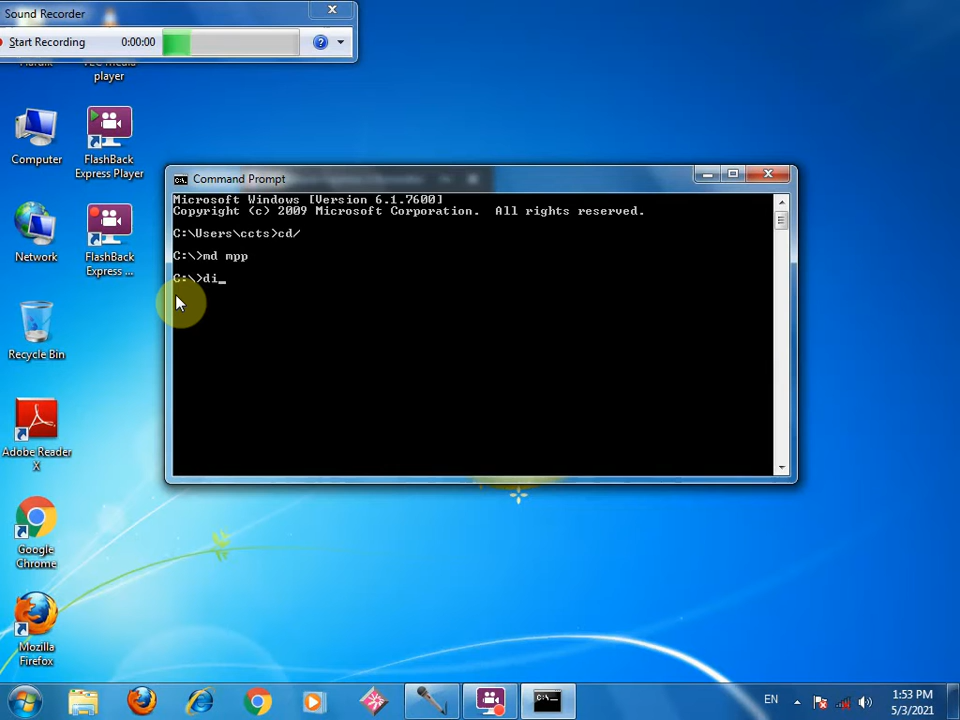 Sound Recorder
Start Recording 0:00:00
player
Computer
FlashBack
Express Player
Network
FlashBack
Express ...
Recycle Bin
Adobe Reader
X
Google
Chrome
Mozilla
Firefox
Command Prompt
Microsoft Windows [Version 6.1.7600]
Copyright (c) 2009 Microsoft Corporation.  All rights reserved.
C:\Users\ccts>cd/
C:\>md mpp
C:\>di_
EN
1:53 PM
5/3/2021